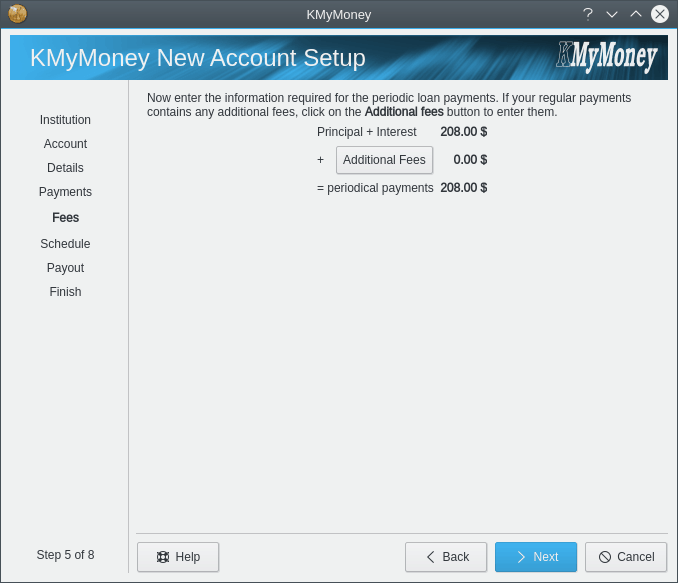 KMyMoney
KMyMoney New Account Setup
KMyMoney
Institution
Account
Details
Payments
Fees
Schedule
Payout
Finish
Step 5 of 8
Now enter the information required for the periodic loan payments. If your regular payments
contains any additional fees, click on the Additional fees button to enter them.
Principal + Interest 208.00 $
+ Additional Fees 0.00 $
= periodical payments 208.00 $
Help
Back
Next
Cancel